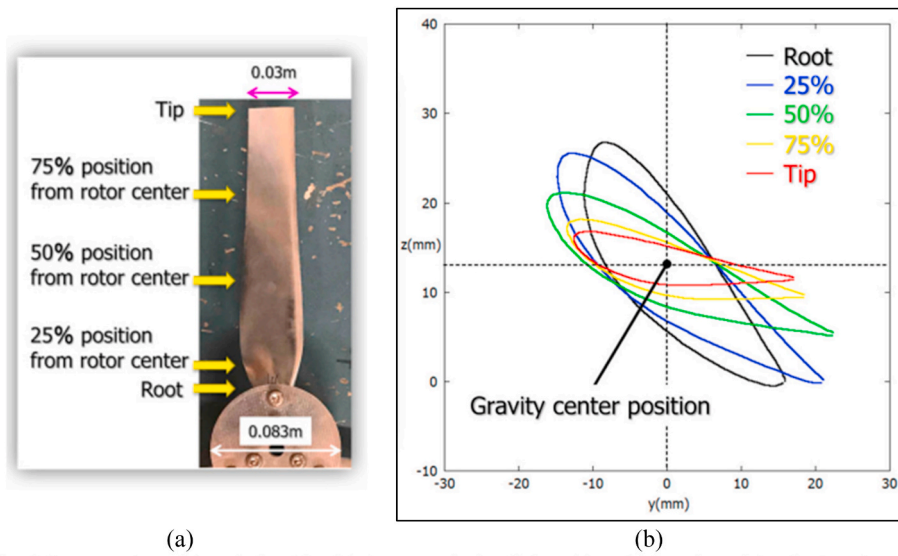 0.03m
Tip
75% position
from rotor center
50% position
from rotor center
25% position
from rotor center
Root
0.083m
(a)
40
30
20
z(mm)
10
0
-10
-30
-20
-10
0
10
20
30
y(mm)
Root
25%
50%
75%
Tip
Gravity center position
(b)